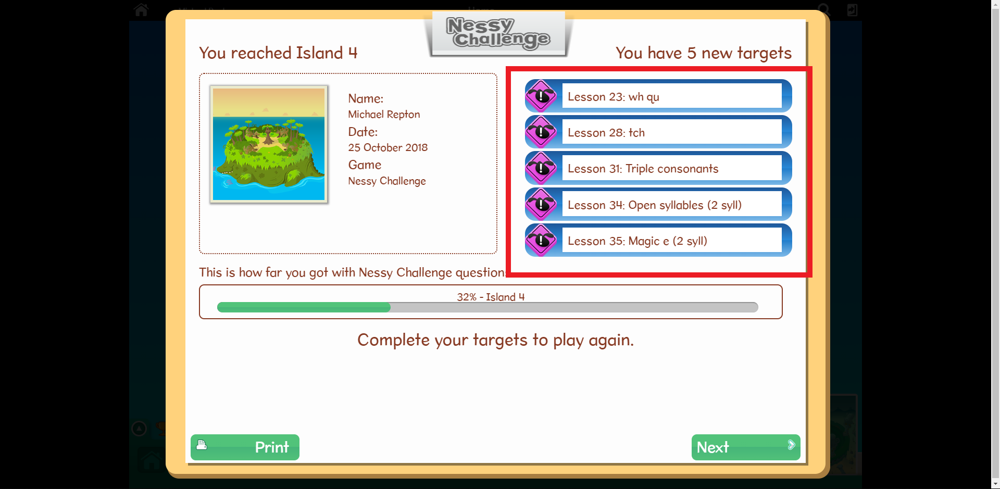 Nessy
Challenge
You reached Island 4
You have 5 new targets
Name:
Michael Repton
Date:
25 October 2018
Game
Nessy Challenge
Lesson 23: wh qu
Lesson 28: tch
Lesson 31: Triple consonants
Lesson 34: Open syllables (2 syll)
Lesson 35: Magic e (2 syll)
This is how far you got with Nessy Challenge question
32% - Island 4
Complete your targets to play again.
Print
Next